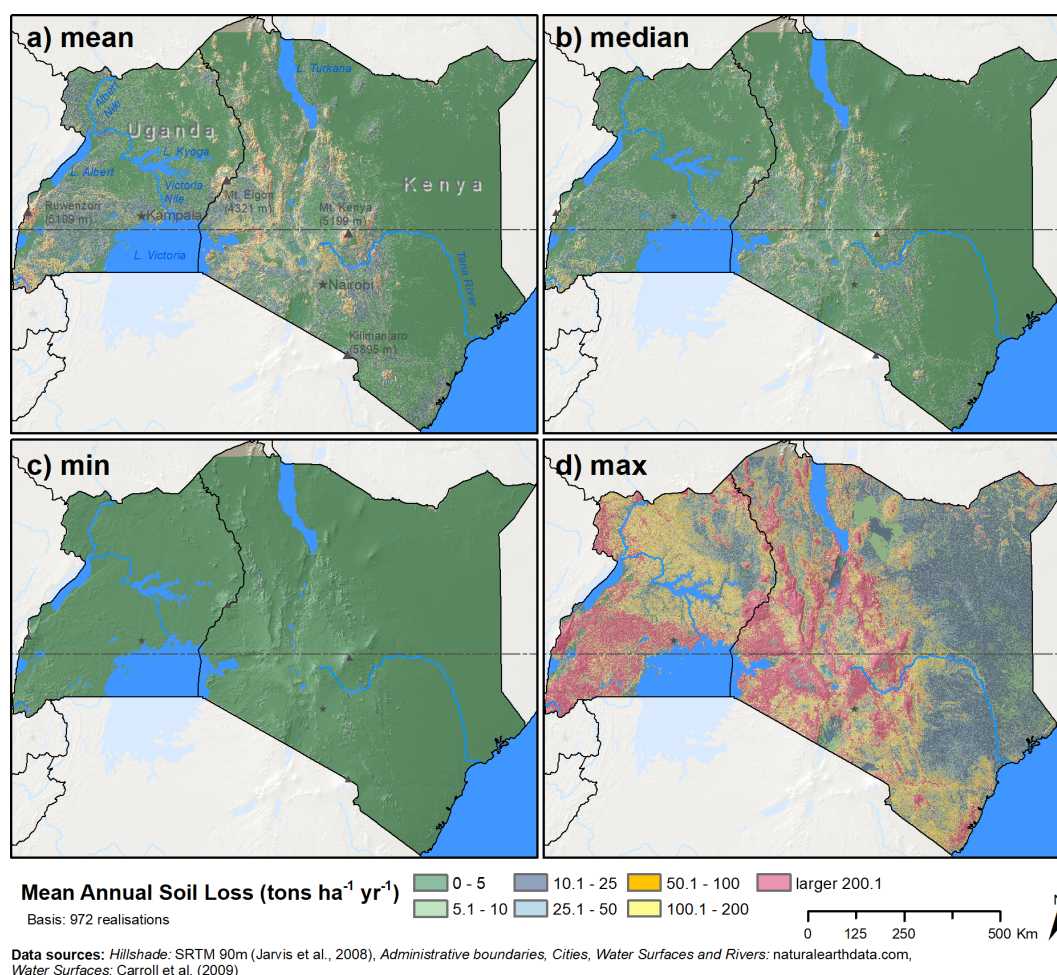 a) mean
L. Turkana
Albert
Nile
Uganda
L. Kyoga
L. Albert
Victoria
Nile
Kenya
Mt. Elgon
(4321 m)
Ruwenzori
(5109 m)
Kampala
Mt. Kenya
(5199 m)
L. Victoria
Tana River
Nairobi
Kilimanjaro
(5895 m)
b) median
c) min
d) max
Mean Annual Soil Loss (tons ha⁻¹ yr⁻¹)
Basis: 972 realisations
0 - 5
5.1 - 10
10.1 - 25
25.1 - 50
50.1 - 100
100.1 - 200
larger 200.1
N
0 125 250 500 Km
Data sources: Hillshade: SRTM 90m (Jarvis et al., 2008), Administrative boundaries, Cities, Water Surfaces and Rivers: naturalearthdata.com,
Water Surfaces: Carroll et al. (2009)